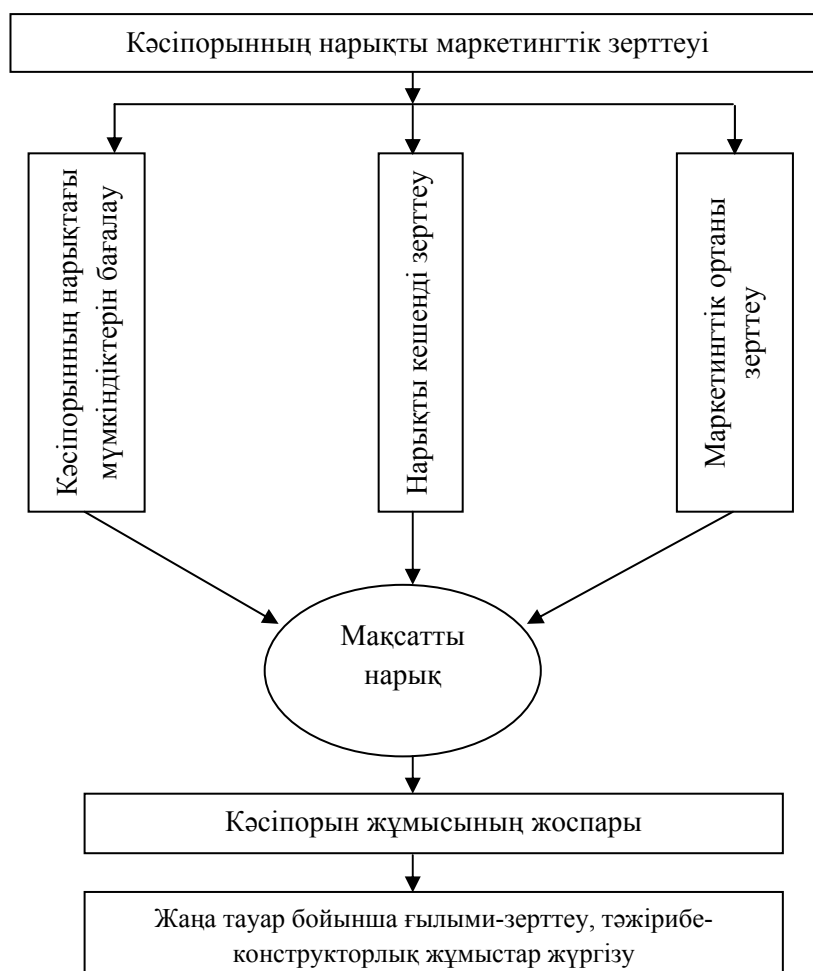 Кәсіпорынның нарықты маркетингтік зерттеуі
Кәсіпорынның нарықтағы
мүмкіндіктерін бағалау
Нарықты кешенді зерттеу
Маркетингтік ортаны
зерттеу
Мақсатты
нарық
Кәсіпорын жұмысының жоспары
Жаңа тауар бойынша ғылыми-зерттеу, тәжірибе-
конструкторлық жұмыстар жүргізу